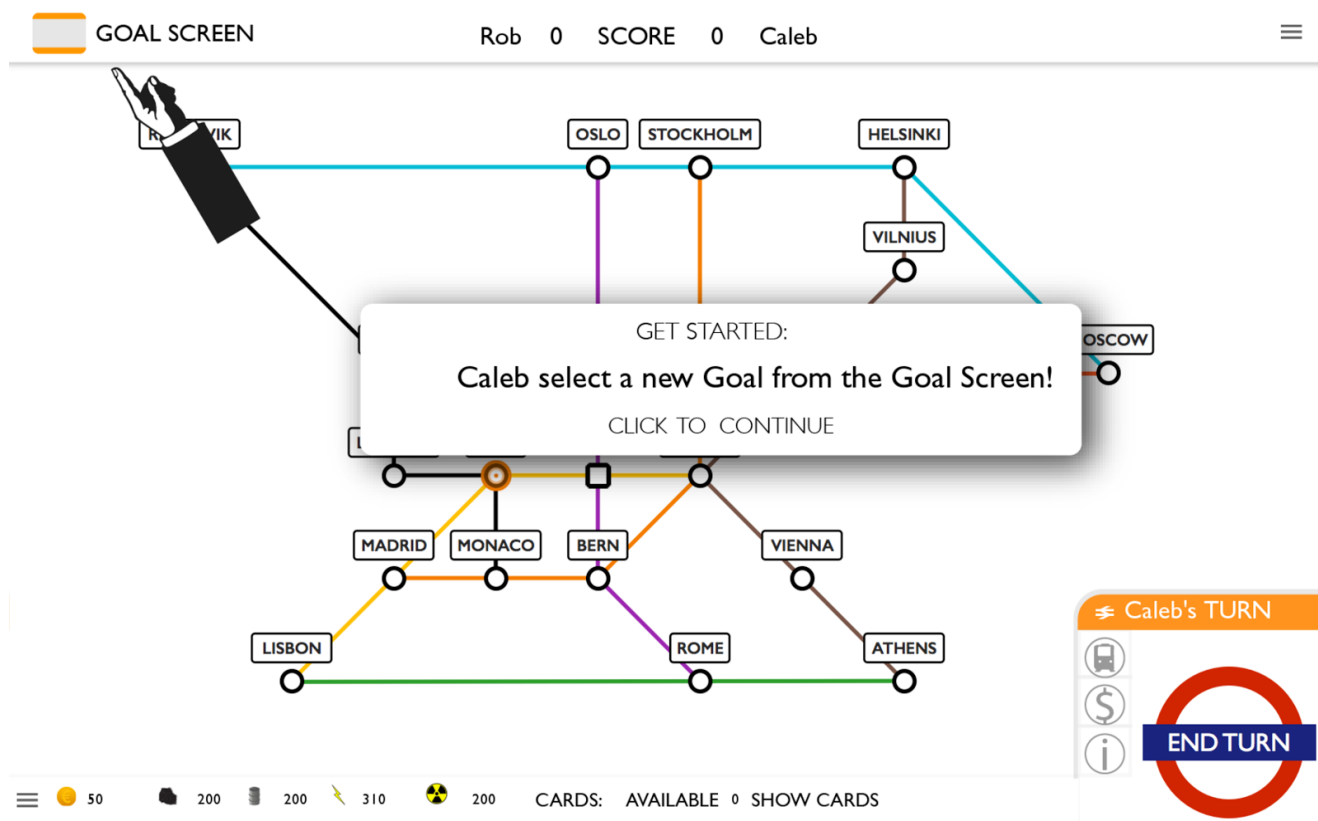 GOAL SCREEN
Rob 0 SCORE 0 Caleb
OSLO
STOCKHOLM
HELSINKI
VILNIUS
GET STARTED:
Caleb select a new Goal from the Goal Screen!
CLICK TO CONTINUE
MADRID
MONACO
BERN
VIENNA
LISBON
ROME
ATHENS
Caleb's TURN
END TURN
50 200 200 310 200 CARDS: AVAILABLE 0 SHOW CARDS